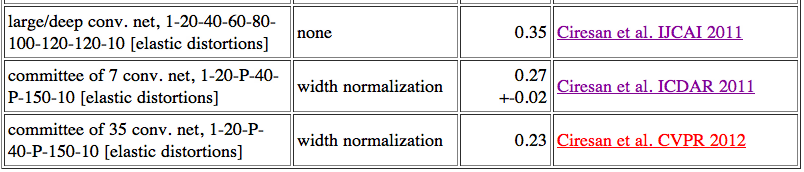 large/deep conv. net, 1-20-40-60-80-
100-120-120-10 [elastic distortions]
none
0.35
Ciresan et al. IJCAI 2011
committee of 7 conv. net, 1-20-P-40-
P-150-10 [elastic distortions]
width normalization
0.27
+-0.02
Ciresan et al. ICDAR 2011
committee of 35 conv. net, 1-20-P-
40-P-150-10 [elastic distortions]
width normalization
0.23
Ciresan et al. CVPR 2012